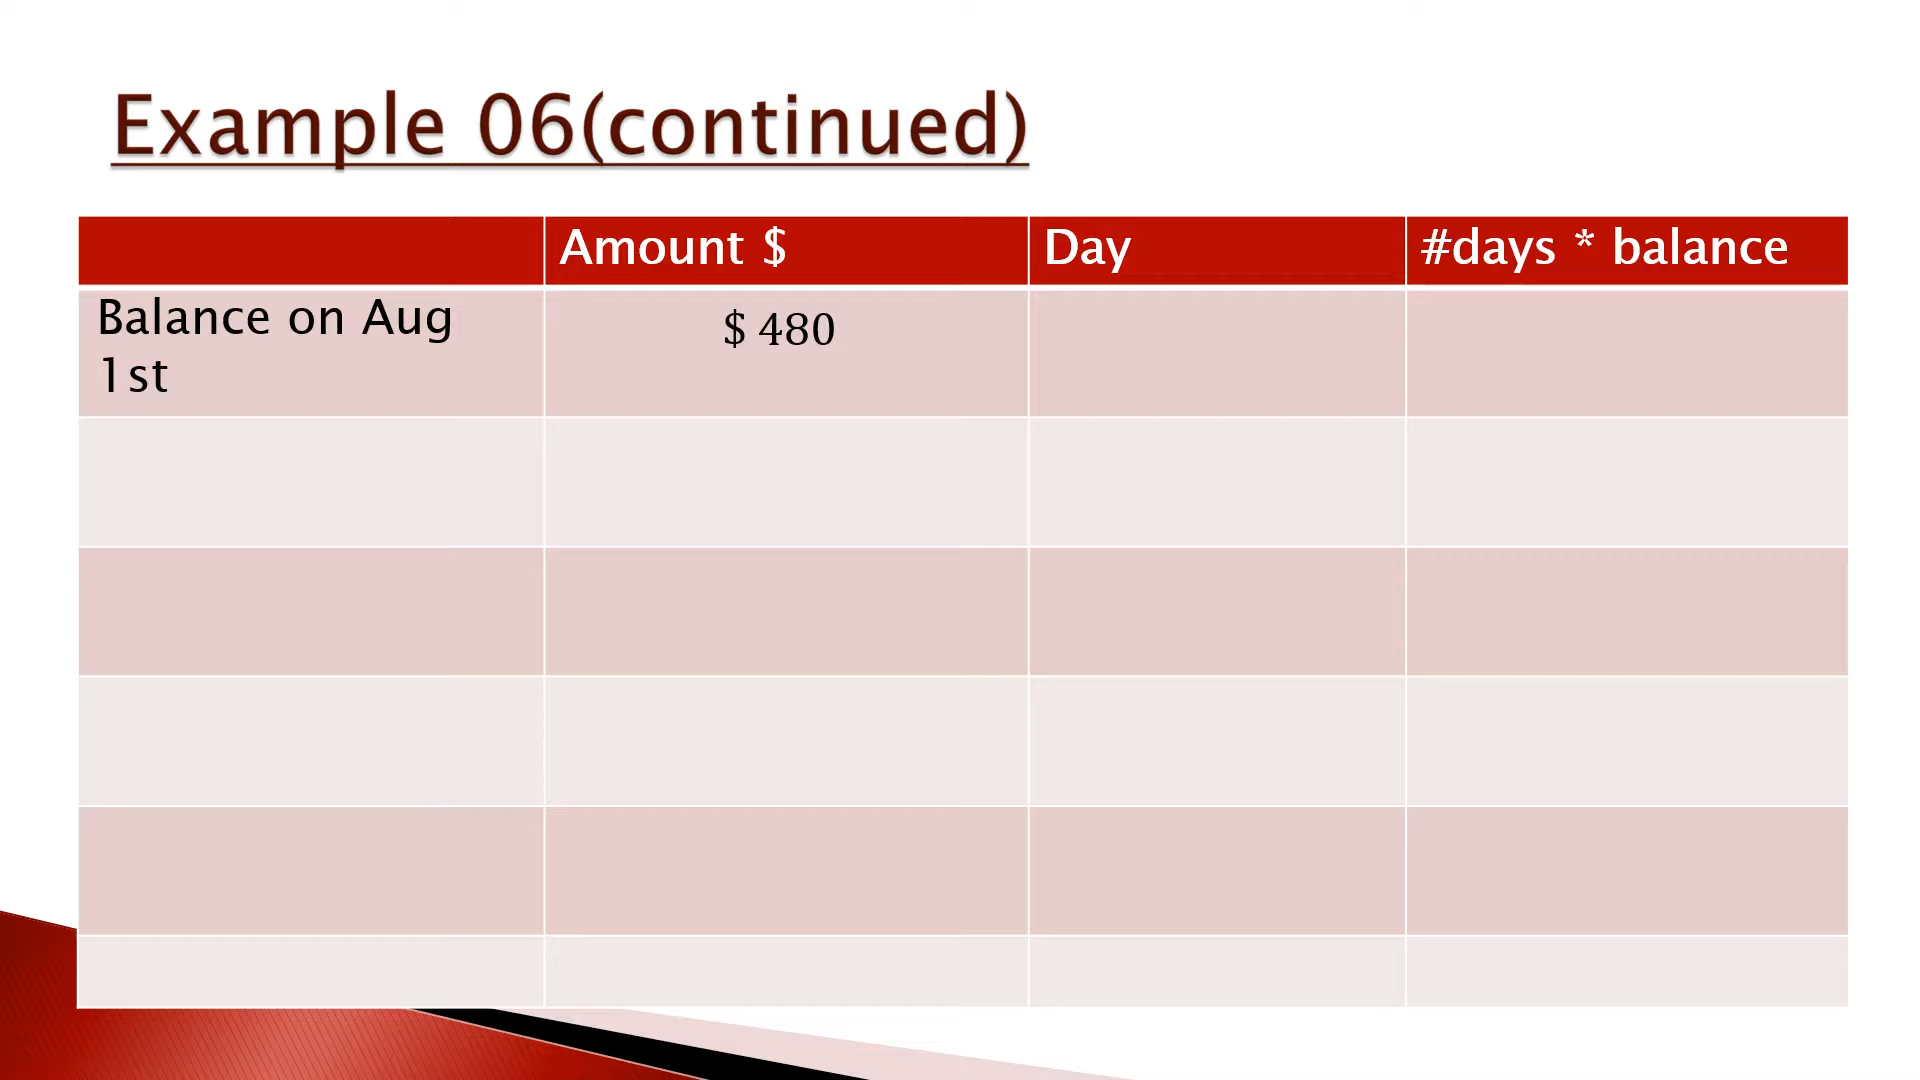 Example 06(continued)
Amount $
Day
#days * balance
Balance on Aug
1st
$ 480